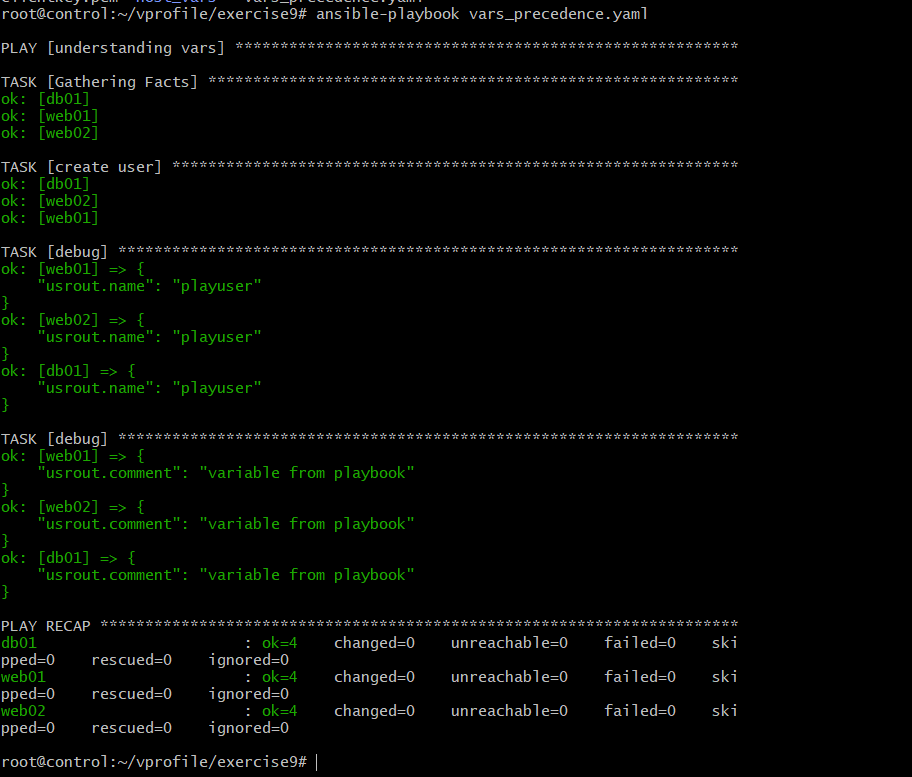 root@control:~/vprofile/exercise9# ansible-playbook vars_precedence.yaml
PLAY [understanding vars] ********************************************************
TASK [Gathering Facts] ***********************************************************
ok: [db01]
ok: [web01]
ok: [web02]
TASK [create user] ***************************************************************
ok: [db01]
ok: [web02]
ok: [web01]
TASK [debug] *********************************************************************
ok: [web01] => {
    "usrout.name": "playuser"
}
ok: [web02] => {
    "usrout.name": "playuser"
}
ok: [db01] => {
    "usrout.name": "playuser"
}
TASK [debug] *********************************************************************
ok: [web01] => {
    "usrout.comment": "variable from playbook"
}
ok: [web02] => {
    "usrout.comment": "variable from playbook"
}
ok: [db01] => {
    "usrout.comment": "variable from playbook"
}
PLAY RECAP ***********************************************************************
db01                       : ok=4    changed=0    unreachable=0    failed=0    ski
pped=0    rescued=0    ignored=0
web01                      : ok=4    changed=0    unreachable=0    failed=0    ski
pped=0    rescued=0    ignored=0
web02                      : ok=4    changed=0    unreachable=0    failed=0    ski
pped=0    rescued=0    ignored=0
root@control:~/vprofile/exercise9#